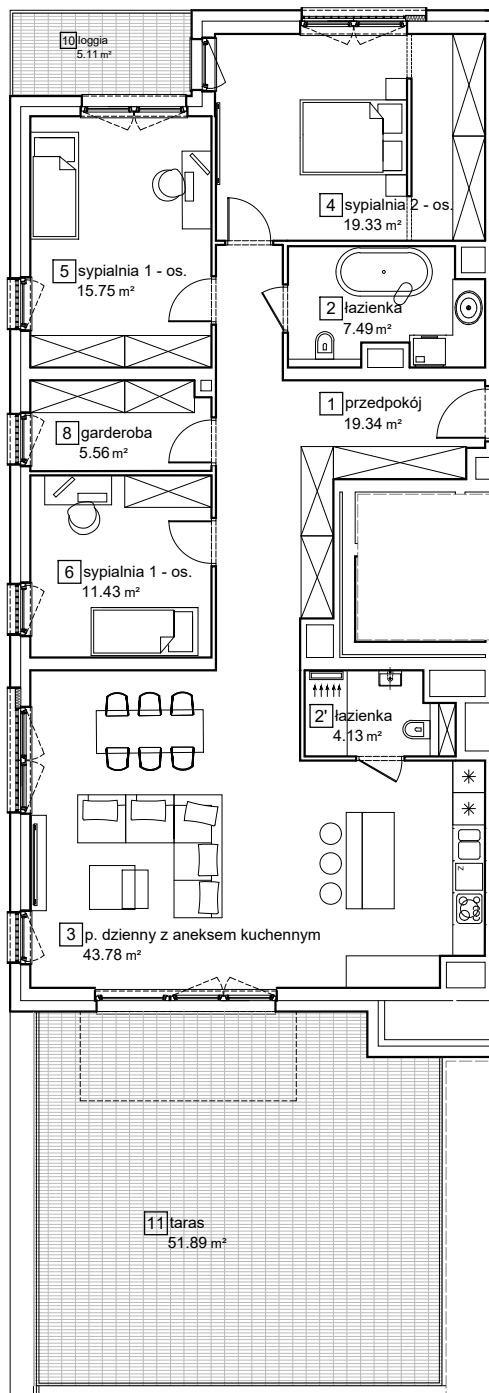 10 loggia
5.11 m²
4 sypialnia 2 - os.
19.33 m²
5 sypialnia 1 - os.
15.75 m²
2 łazienka
7.49 m²
1 przedpokój
19.34 m²
8 garderoba
5.56 m²
6 sypialnia 1 - os.
11.43 m²
2' łazienka
4.13 m²
Z
3 p. dzienny z aneksem kuchennym
43.78 m²
11 taras
51.89 m²